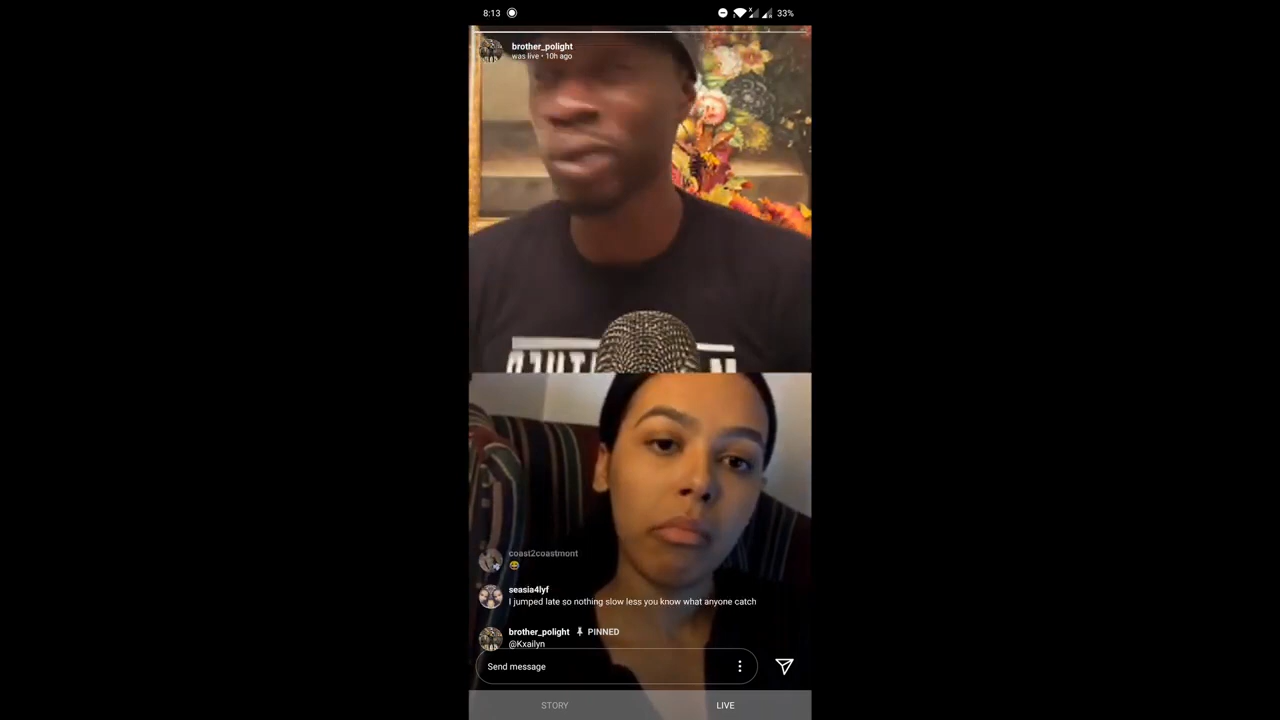 8:13
33%
brother_polight
was live • 10h ago
coast2coastmont
😂
seasia4lyf
I jumped late so nothing slow less you know what anyone catch
brother_polight PINNED
@Kxailyn
Send message
STORY LIVE